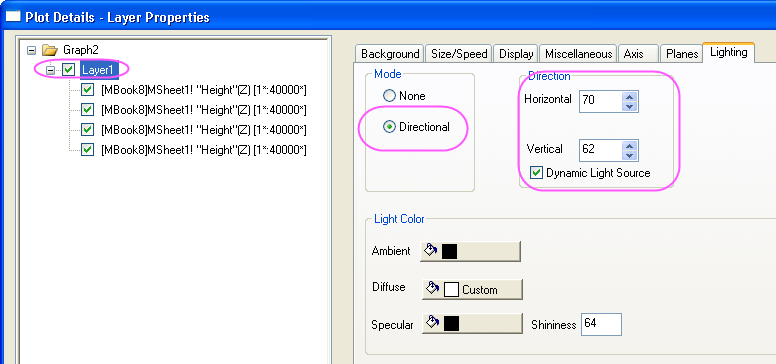 Plot Details - Layer Properties
Graph2
Layer1
[MBook8]MSheet1! "Height"(Z) [1*:40000*]
[MBook8]MSheet1! "Height"(Z) [1*:40000*]
[MBook8]MSheet1! "Height"(Z) [1*:40000*]
[MBook8]MSheet1! "Height"(Z) [1*:40000*]
Background Size/Speed Display Miscellaneous Axis Planes Lighting
Mode
None
Directional
Direction
Horizontal 70
Vertical 62
Dynamic Light Source
Light Color
Ambient
Diffuse Custom
Specular Shininess 64